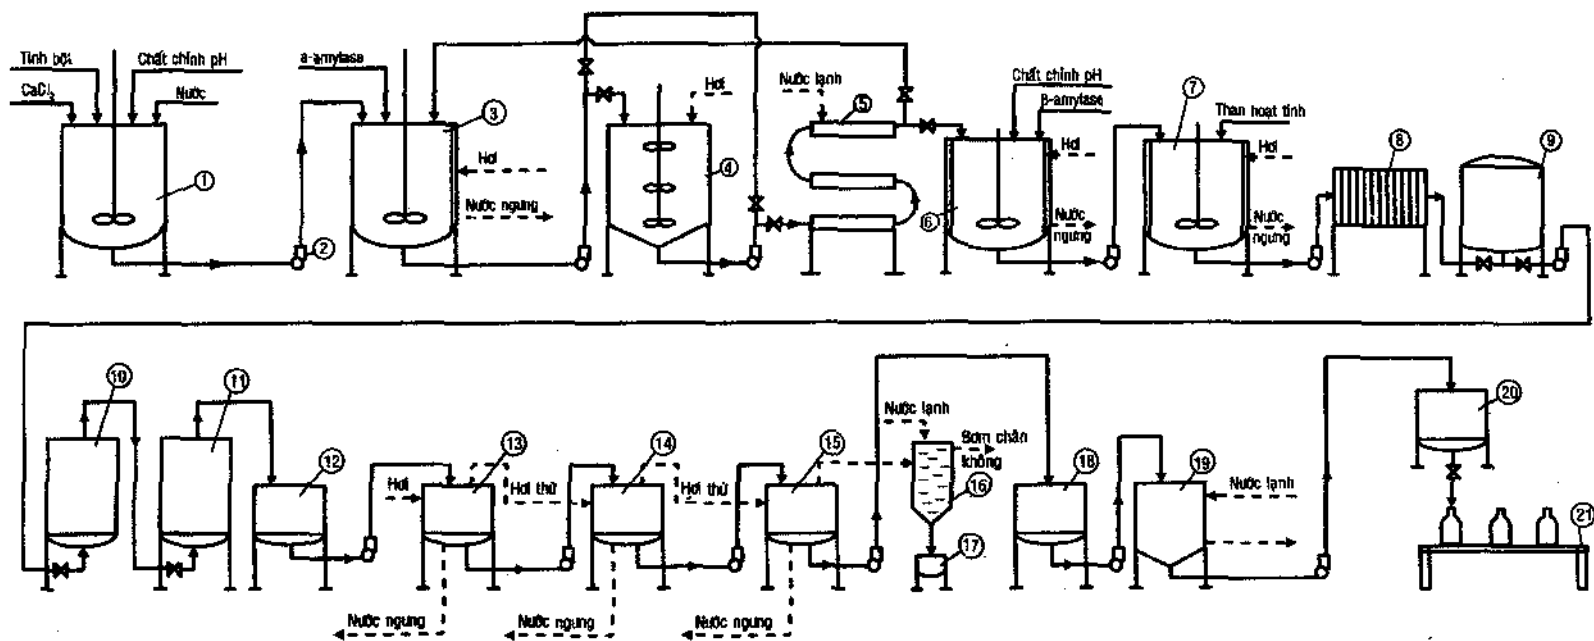 Tinh bột
Chất chỉnh pH
CaCl₂
Nước
1
2
α-amylase
3
Hơi
Nước ngưng
Hơi
4
Nước lạnh
5
Chất chỉnh pH
β-amylase
Hơi
6
Nước
ngưng
7
Than hoạt tính
Hơi
Nước
ngưng
8
9
10
11
12
Hơi
13
Hơi thứ
Nước ngưng
14
Hơi thứ
Nước ngưng
15
Nước ngưng
Nước lạnh
Bơm chân
không
16
17
18
19
Nước lạnh
20
21